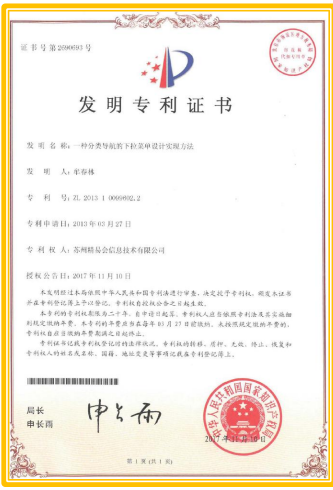 证书号第2690693号
发明专利证书
发 明 名 称：一种分类导航的下拉菜单设计实现方法
发 明 人：牟春林
专 利 号：ZL 2013 1 0099692.2
专利申请日：2013年03月27日
专 利 权 人：苏州精易会信息技术有限公司
授权公告日：2017年11月10日
本发明经过本局依照中华人民共和国专利法进行审查，决定授予专利权，颁发本证书
并在专利登记簿上予以登记。专利权自授权公告之日起生效。
本专利的专利权期限为二十年，自申请日起算。专利权人应当依照专利法及其实施细
则规定缴纳年费。本专利的年费应当在每年03月27日前缴纳。未按照规定缴纳年费的，
专利权自应当缴纳年费期满之日起终止。
专利证书记载专利权登记时的法律状况。专利权的转移、质押、无效、终止、恢复和
专利权人的姓名或名称、国籍、地址变更等事项记载在专利登记簿上。
局长
申长雨
申长雨
中华人民共和国国家知识产权局
2017年11月10日
第 1 页 (共 1 页)